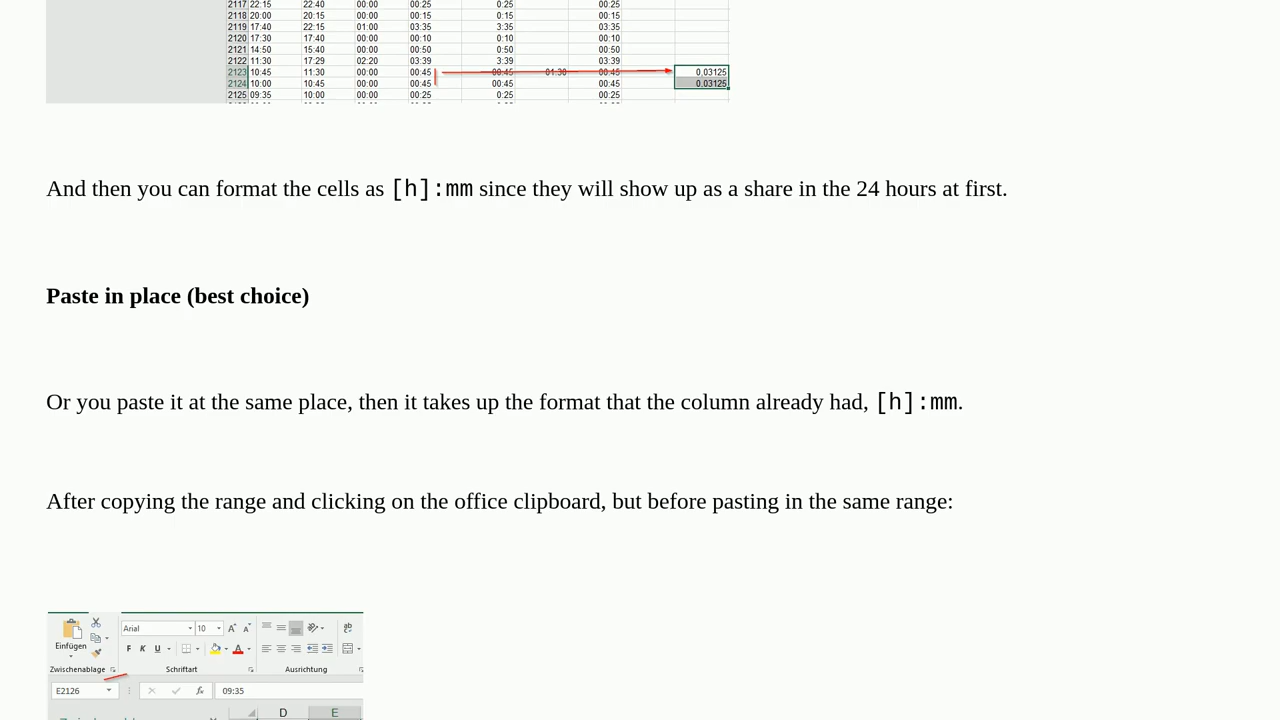 2117 22:15 22:40 00:00 00:25 0:25 00:25
2118 20:00 20:15 00:00 00:15 0:15 00:15
2119 17:40 22:15 01:00 03:35 3:35 03:35
2120 17:30 17:40 00:00 00:10 0:10 00:10
2121 14:50 15:40 00:00 00:50 0:50 00:50
2122 11:30 17:29 02:20 03:39 3:39 03:39
2123 10:45 11:30 00:00 00:45 00:45 01:30 00:45 0,03125
2124 10:00 10:45 00:00 00:45 00:45 00:45 0,03125
2125 09:35 10:00 00:00 00:25 0:25 00:25
And then you can format the cells as [h]:mm since they will show up as a share in the 24 hours at first.
Paste in place (best choice)
Or you paste it at the same place, then it takes up the format that the column already had, [h]:mm.
After copying the range and clicking on the office clipboard, but before pasting in the same range:
Arial 10 A A ab
Einfügen
F K U A
Zwischenablage Schriftart Ausrichtung
E2126 fx 09:35
D E